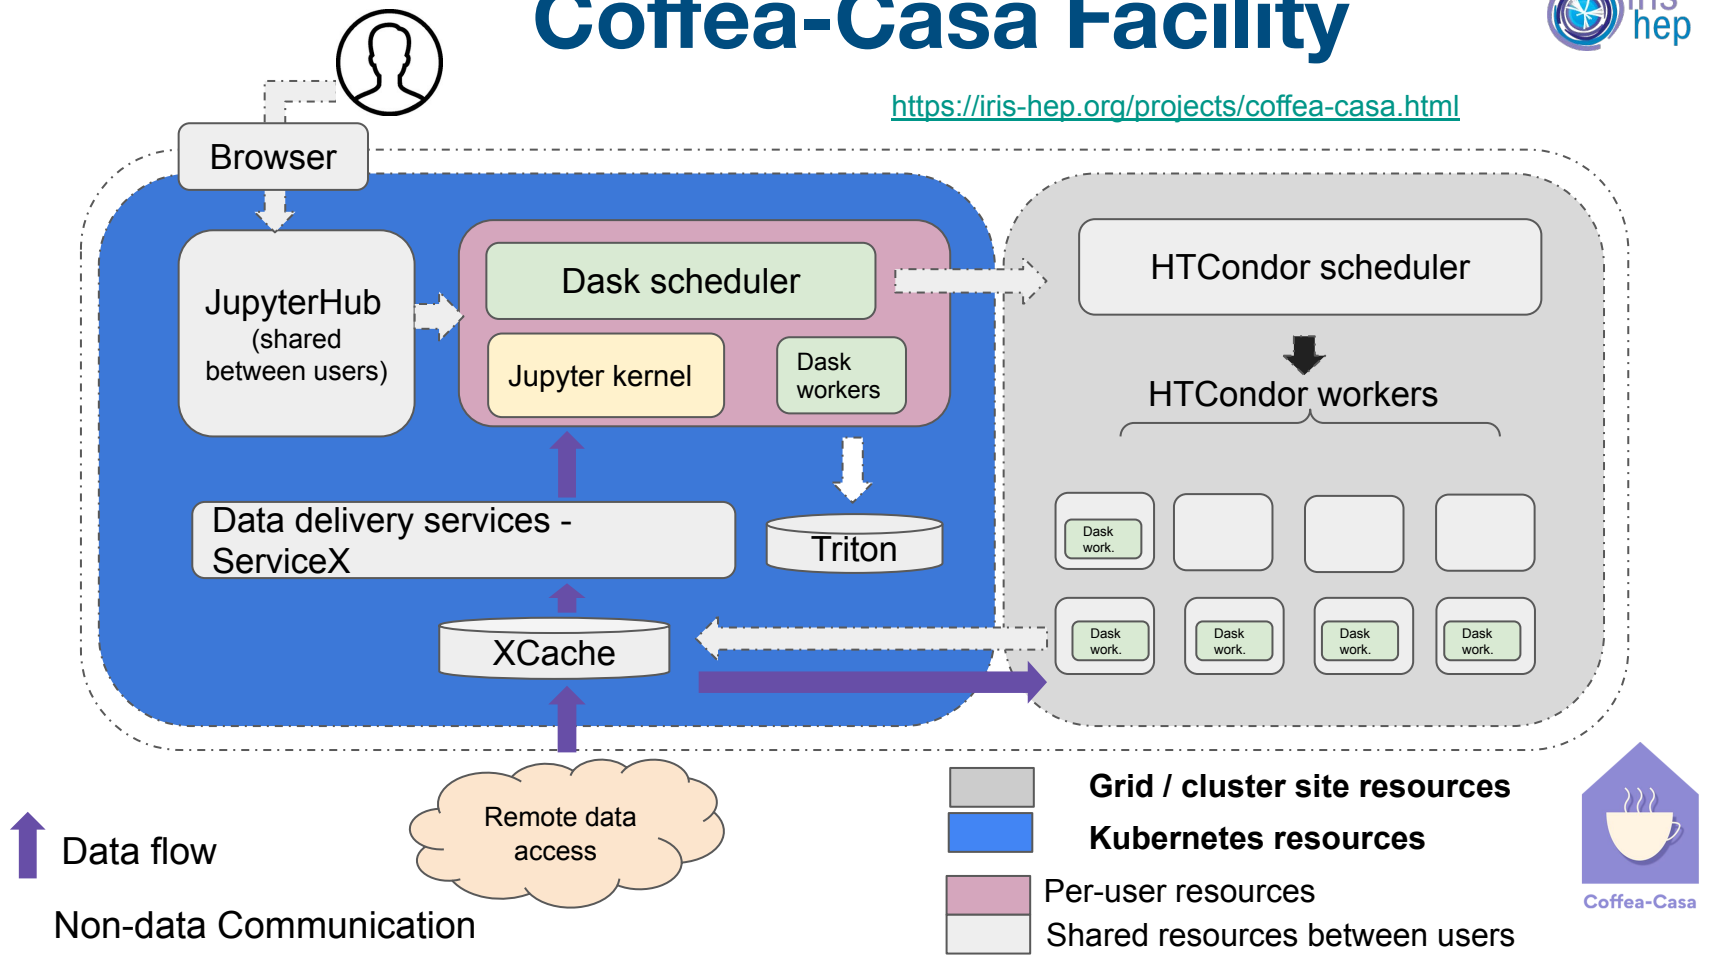 Coffea-Casa Facility
iris
hep
https://iris-hep.org/projects/coffea-casa.html
Browser
JupyterHub
(shared
between users)
Dask scheduler
Jupyter kernel
Dask
workers
HTCondor scheduler
HTCondor workers
Data delivery services -
ServiceX
Triton
XCache
Dask
work.
Dask
work.
Dask
work.
Dask
work.
Dask
work.
Remote data
access
Data flow
Non-data Communication
Grid / cluster site resources
Kubernetes resources
Per-user resources
Shared resources between users
Coffea-Casa